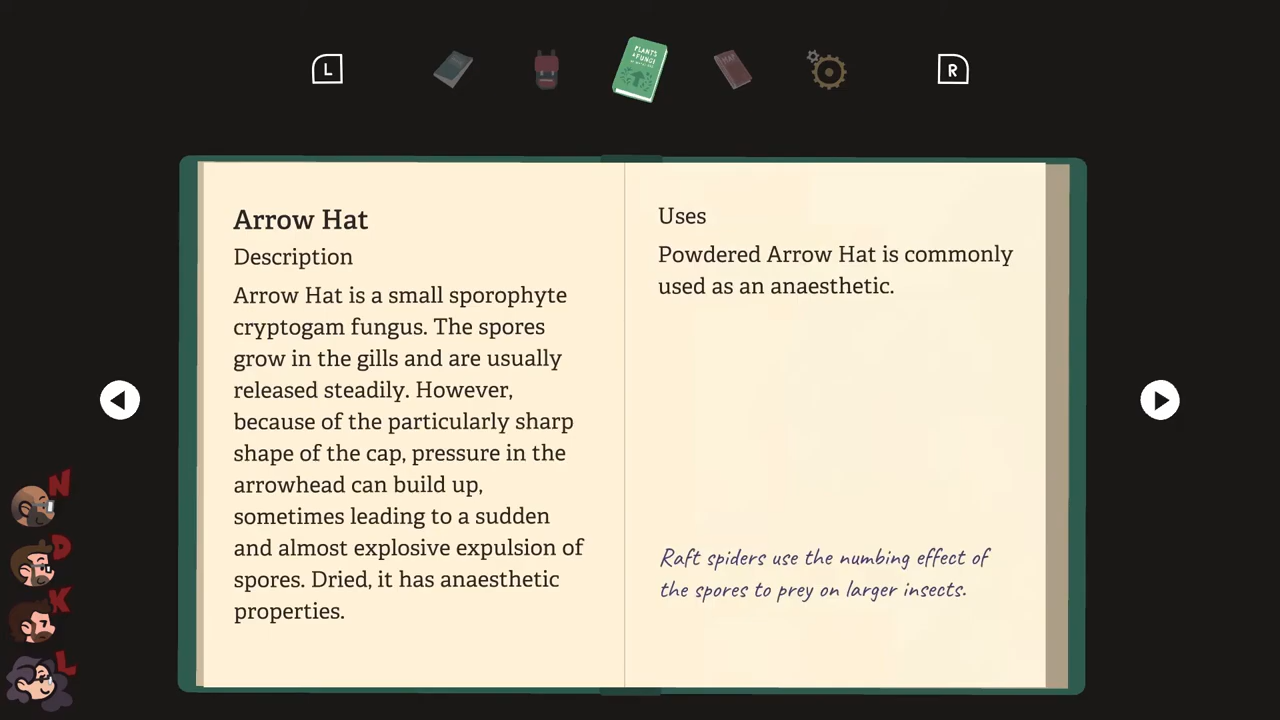 L
PLANTS
& FUNGI
R
Arrow Hat
Description
Arrow Hat is a small sporophyte
cryptogam fungus. The spores
grow in the gills and are usually
released steadily. However,
because of the particularly sharp
shape of the cap, pressure in the
arrowhead can build up,
sometimes leading to a sudden
and almost explosive expulsion of
spores. Dried, it has anaesthetic
properties.
Uses
Powdered Arrow Hat is commonly
used as an anaesthetic.
Raft spiders use the numbing effect of
the spores to prey on larger insects.
N
D
K
L